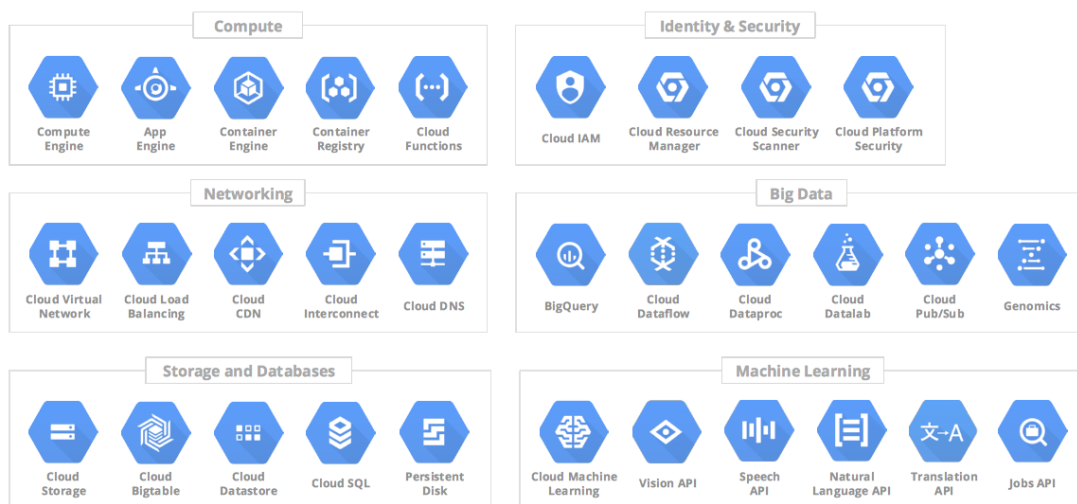 Compute
Compute
Engine
App
Engine
Container
Engine
Container
Registry
Cloud
Functions
Identity & Security
Cloud IAM
Cloud Resource
Manager
Cloud Security
Scanner
Cloud Platform
Security
Networking
Cloud Virtual
Network
Cloud Load
Balancing
Cloud
CDN
Cloud
Interconnect
Cloud DNS
Big Data
BigQuery
Cloud
Dataflow
Cloud
Dataproc
Cloud
Datalab
Cloud
Pub/Sub
Genomics
Storage and Databases
Cloud
Storage
Cloud
Bigtable
Cloud
Datastore
Cloud SQL
Persistent
Disk
Machine Learning
Cloud Machine
Learning
Vision API
Speech
API
Natural
Language API
文→A
Translation
API
Jobs API